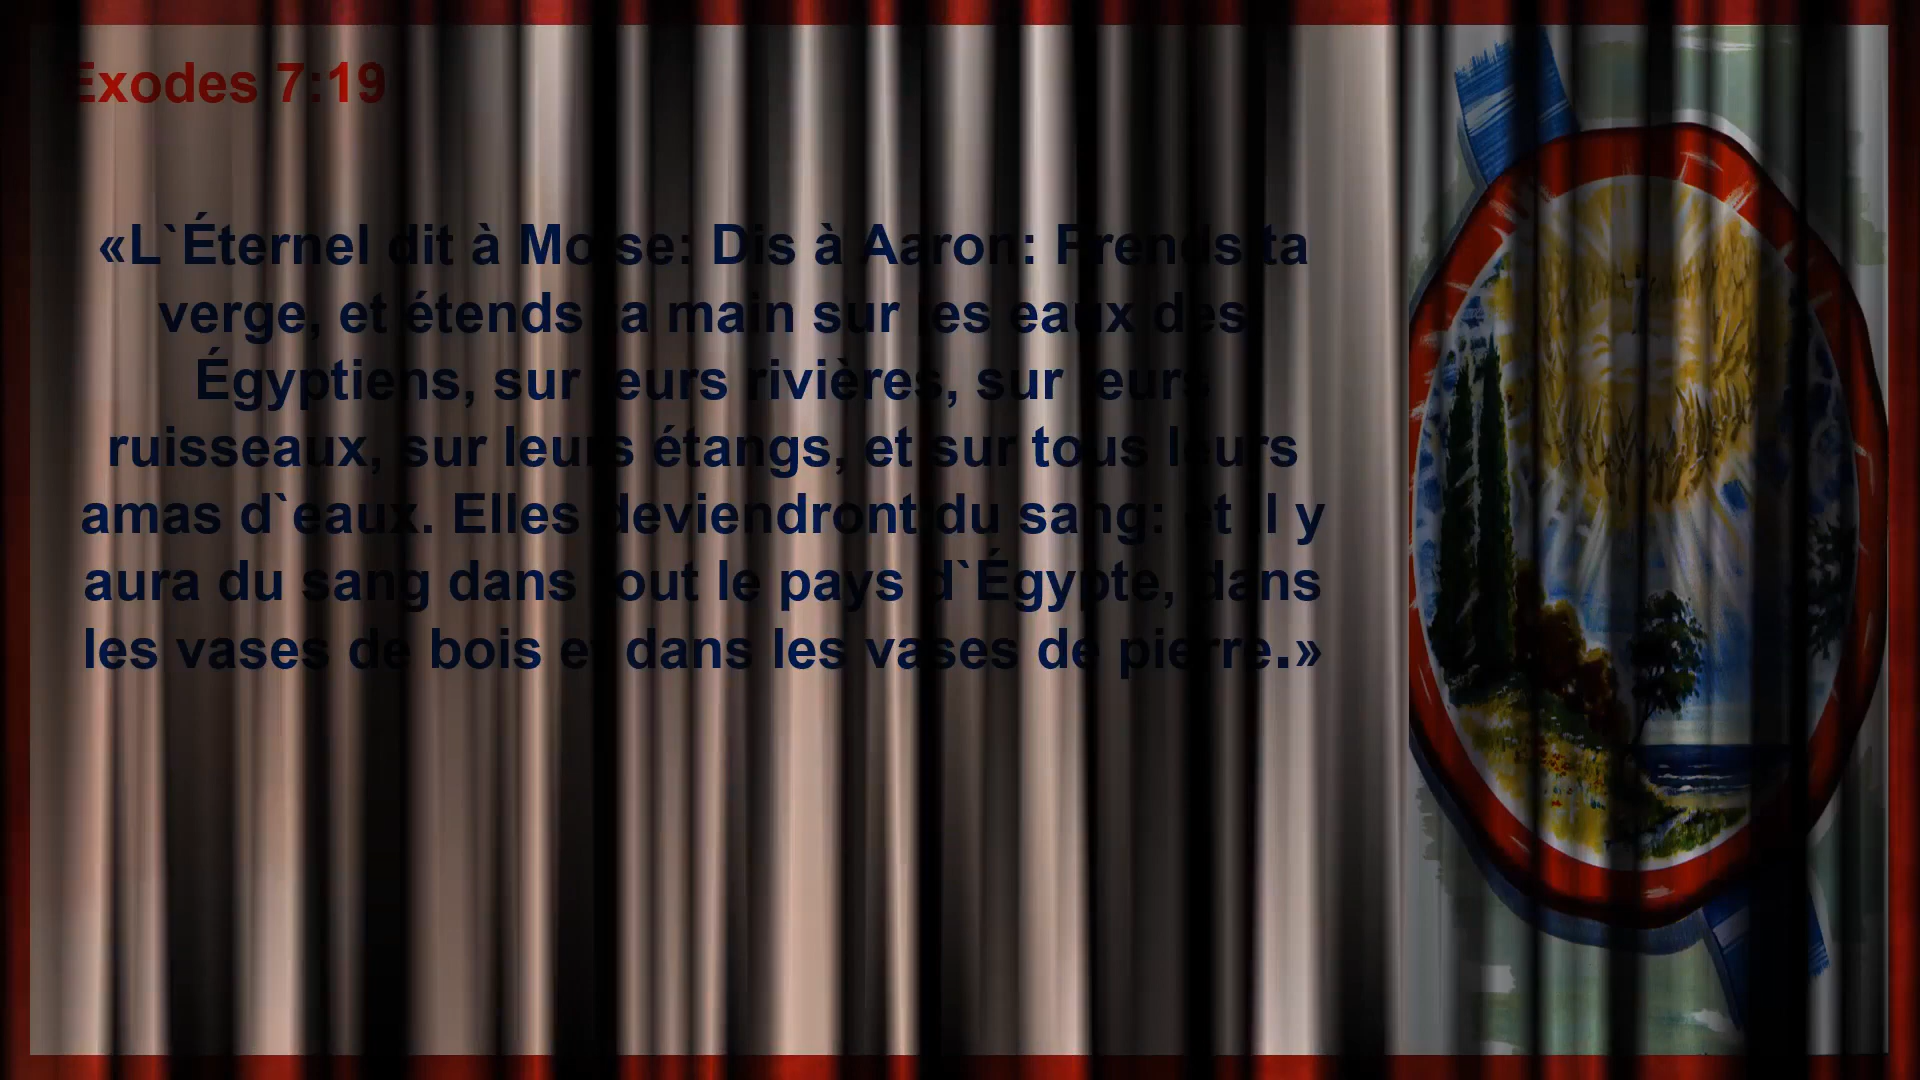 Exodes 7:19
«L`Éternel dit à Moïse: Dis à Aaron: Prends ta
verge, et étends ta main sur les eaux des
Égyptiens, sur leurs rivières, sur leurs
ruisseaux, sur leurs étangs, et sur tous leurs
amas d`eaux. Elles deviendront du sang: et il y
aura du sang dans tout le pays d`Égypte, dans
les vases de bois et dans les vases de pierre.»